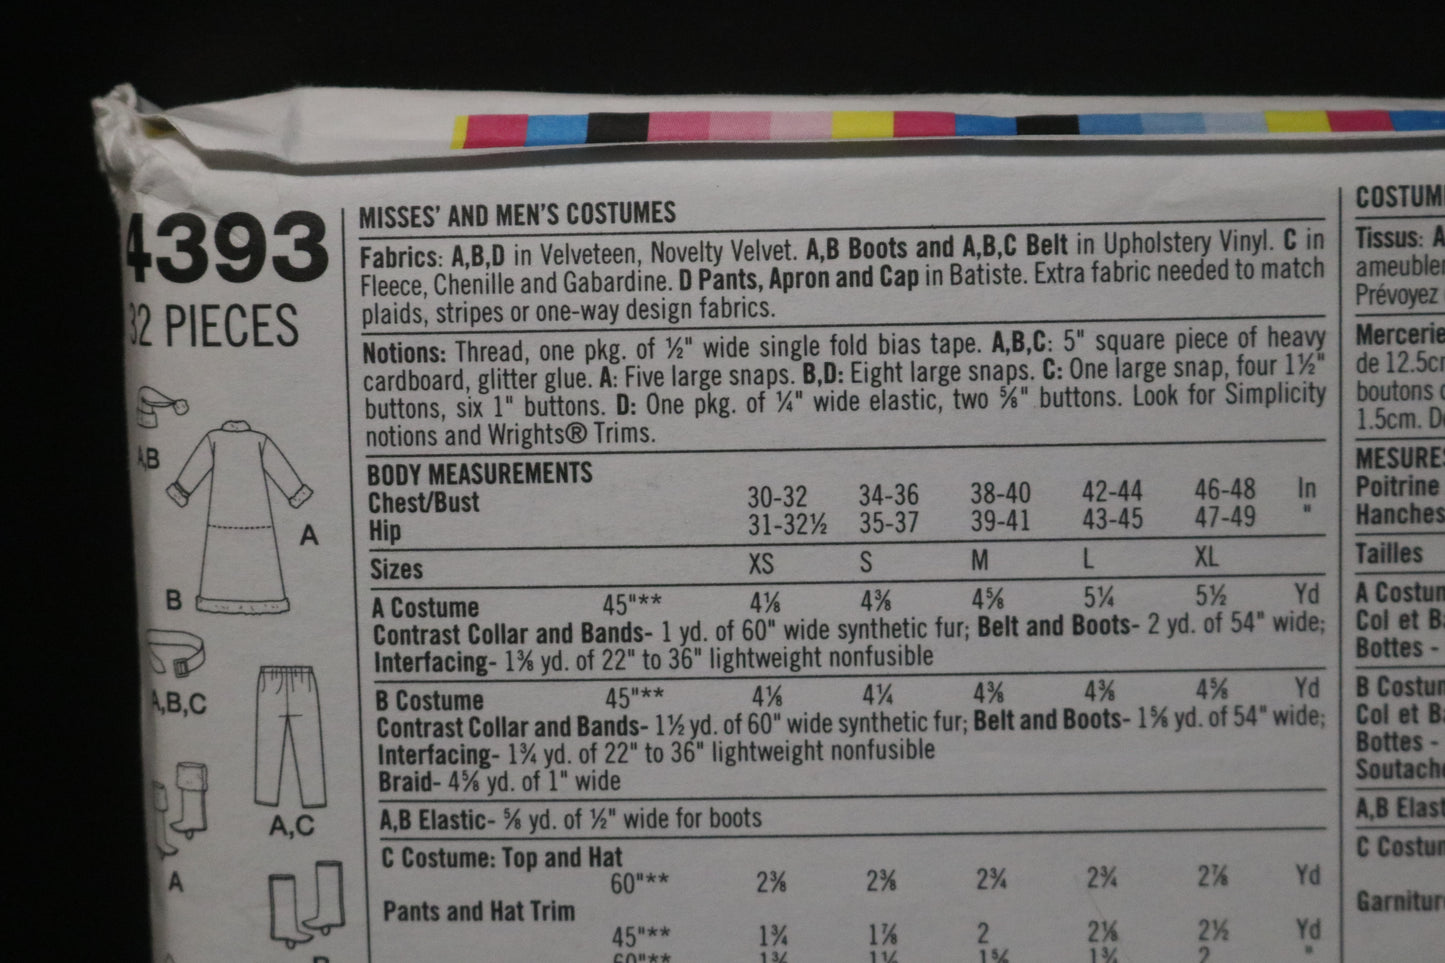 4393
32 PIECES
A,B
A
B
A,B,C
A,C
A
B
MISSES' AND MEN'S COSTUMES
Fabrics: A,B,D in Velveteen, Novelty Velvet. A,B Boots and A,B,C Belt in Upholstery Vinyl. C in
Fleece, Chenille and Gabardine. D Pants, Apron and Cap in Batiste. Extra fabric needed to match
plaids, stripes or one-way design fabrics.
Notions: Thread, one pkg. of ½" wide single fold bias tape. A,B,C: 5" square piece of heavy
cardboard, glitter glue. A: Five large snaps. B,D: Eight large snaps. C: One large snap, four 1½"
buttons, six 1" buttons. D: One pkg. of ¼" wide elastic, two ⅝" buttons. Look for Simplicity
notions and Wrights® Trims.
BODY MEASUREMENTS
Chest/Bust 30-32 34-36 38-40 42-44 46-48 In
Hip 31-32½ 35-37 39-41 43-45 47-49 "
Sizes XS S M L XL
A Costume 45"** 4⅛ 4⅜ 4⅝ 5¼ 5½ Yd
Contrast Collar and Bands- 1 yd. of 60" wide synthetic fur; Belt and Boots- 2 yd. of 54" wide;
Interfacing- 1⅜ yd. of 22" to 36" lightweight nonfusible
B Costume 45"** 4⅛ 4¼ 4⅜ 4⅜ 4⅝ Yd
Contrast Collar and Bands- 1½ yd. of 60" wide synthetic fur; Belt and Boots- 1⅝ yd. of 54" wide;
Interfacing- 1¾ yd. of 22" to 36" lightweight nonfusible
Braid- 4⅝ yd. of 1" wide
A,B Elastic- ⅝ yd. of ½" wide for boots
C Costume: Top and Hat
60"** 2⅜ 2⅜ 2¾ 2¾ 2⅞ Yd
Pants and Hat Trim
45"** 1¾ 1⅞ 2 2⅛ 2½ Yd
60"** 1¾ 2 "
COSTUM
Tissus: A
ameubler
Prévoyez
Mercerie
de 12.5cm
boutons
1.5cm. D
MESURES
Poitrine
Hanches
Tailles
A Costum
Col et B
Bottes -
B Costum
Col et B
Bottes -
Soutache
A,B Elast
C Costum
Garniture